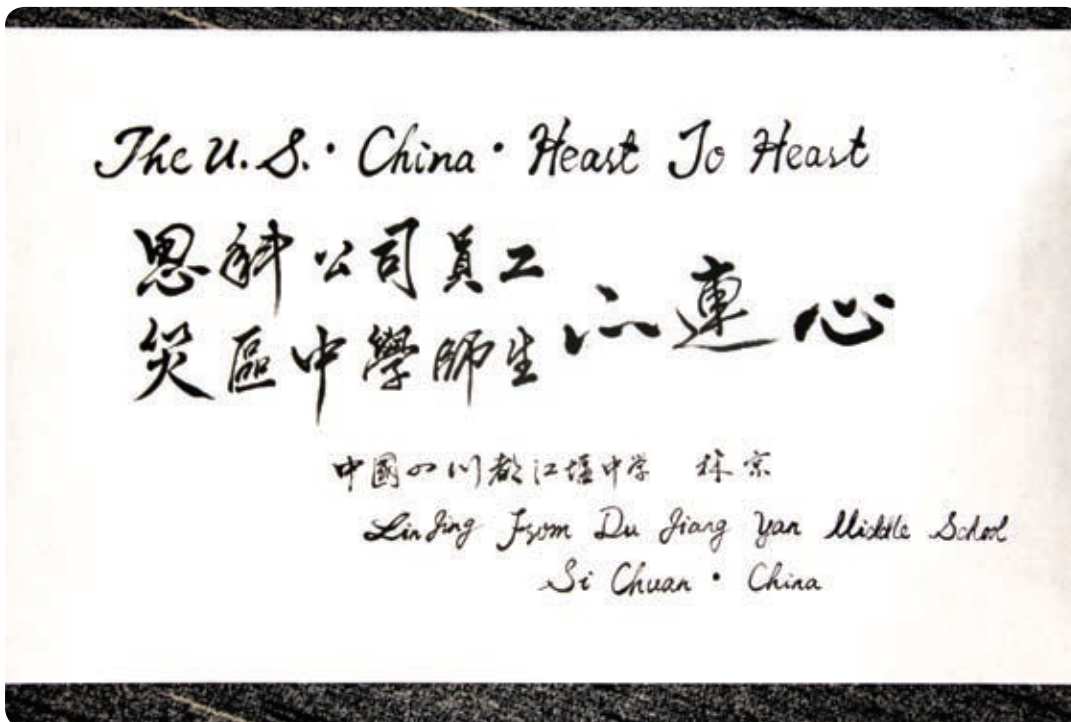 The U.S. · China · Heart To Heart
思科公司員工
災區中學師生
心連心
中國四川都江堰中学 林京
Lin Jing From Du Jiang Yan Middle School
Si Chuan · China